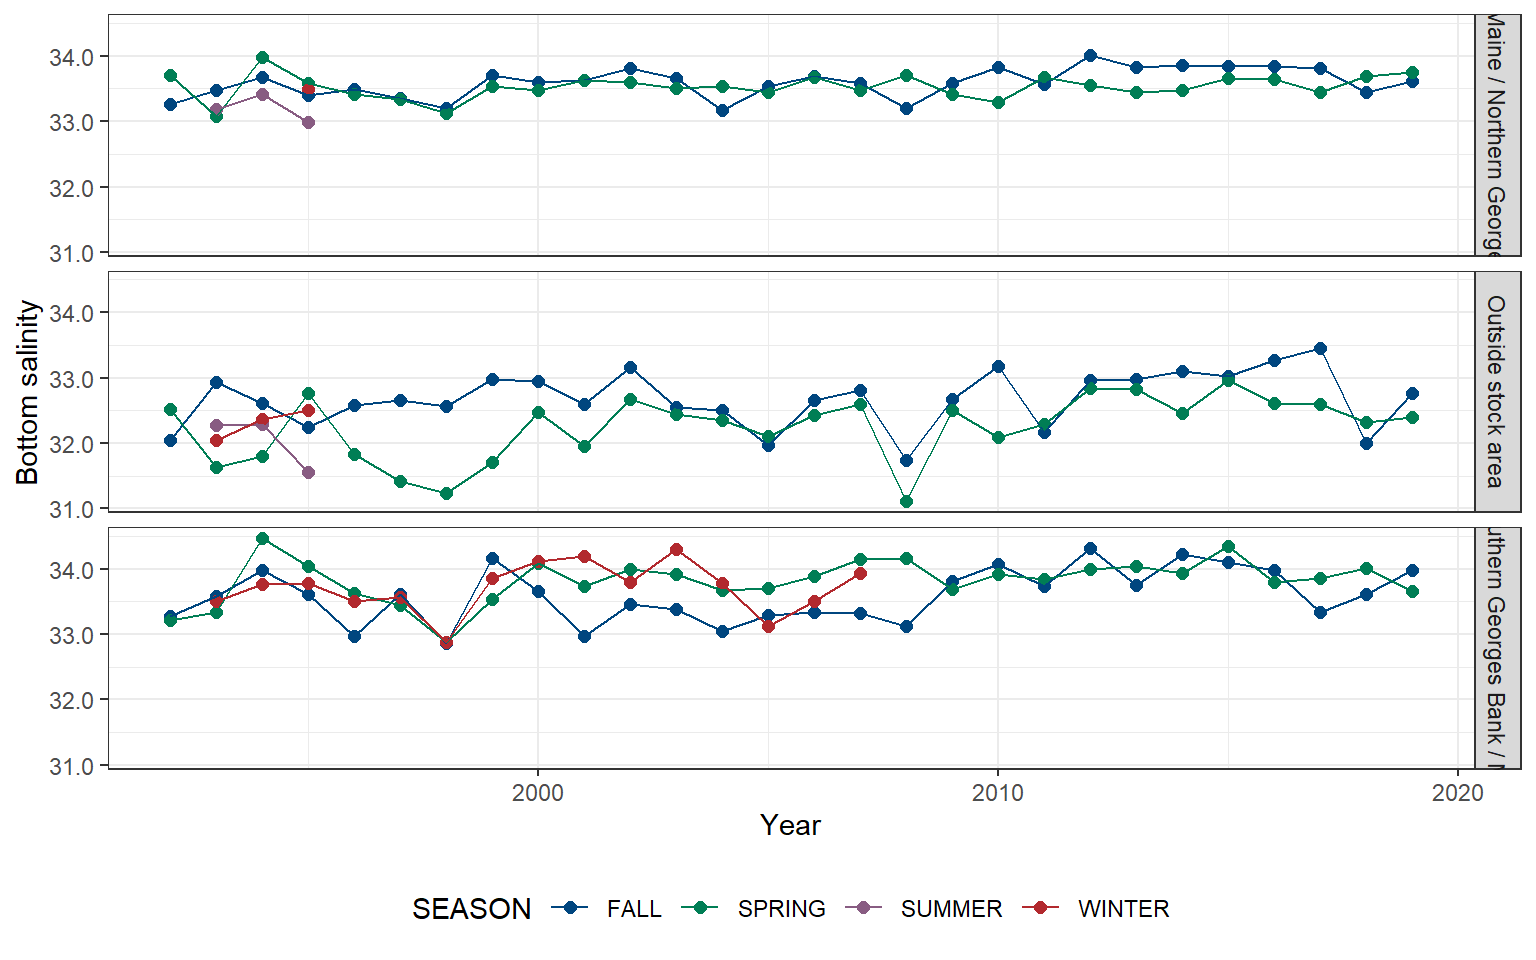 34.0
33.0
32.0
31.0
Maine / Northern George
34.0
33.0
32.0
31.0
Outside stock area
34.0
33.0
32.0
31.0
uthern Georges Bank /
Bottom salinity
2000
2010
2020
Year
SEASON FALL SPRING SUMMER WINTER